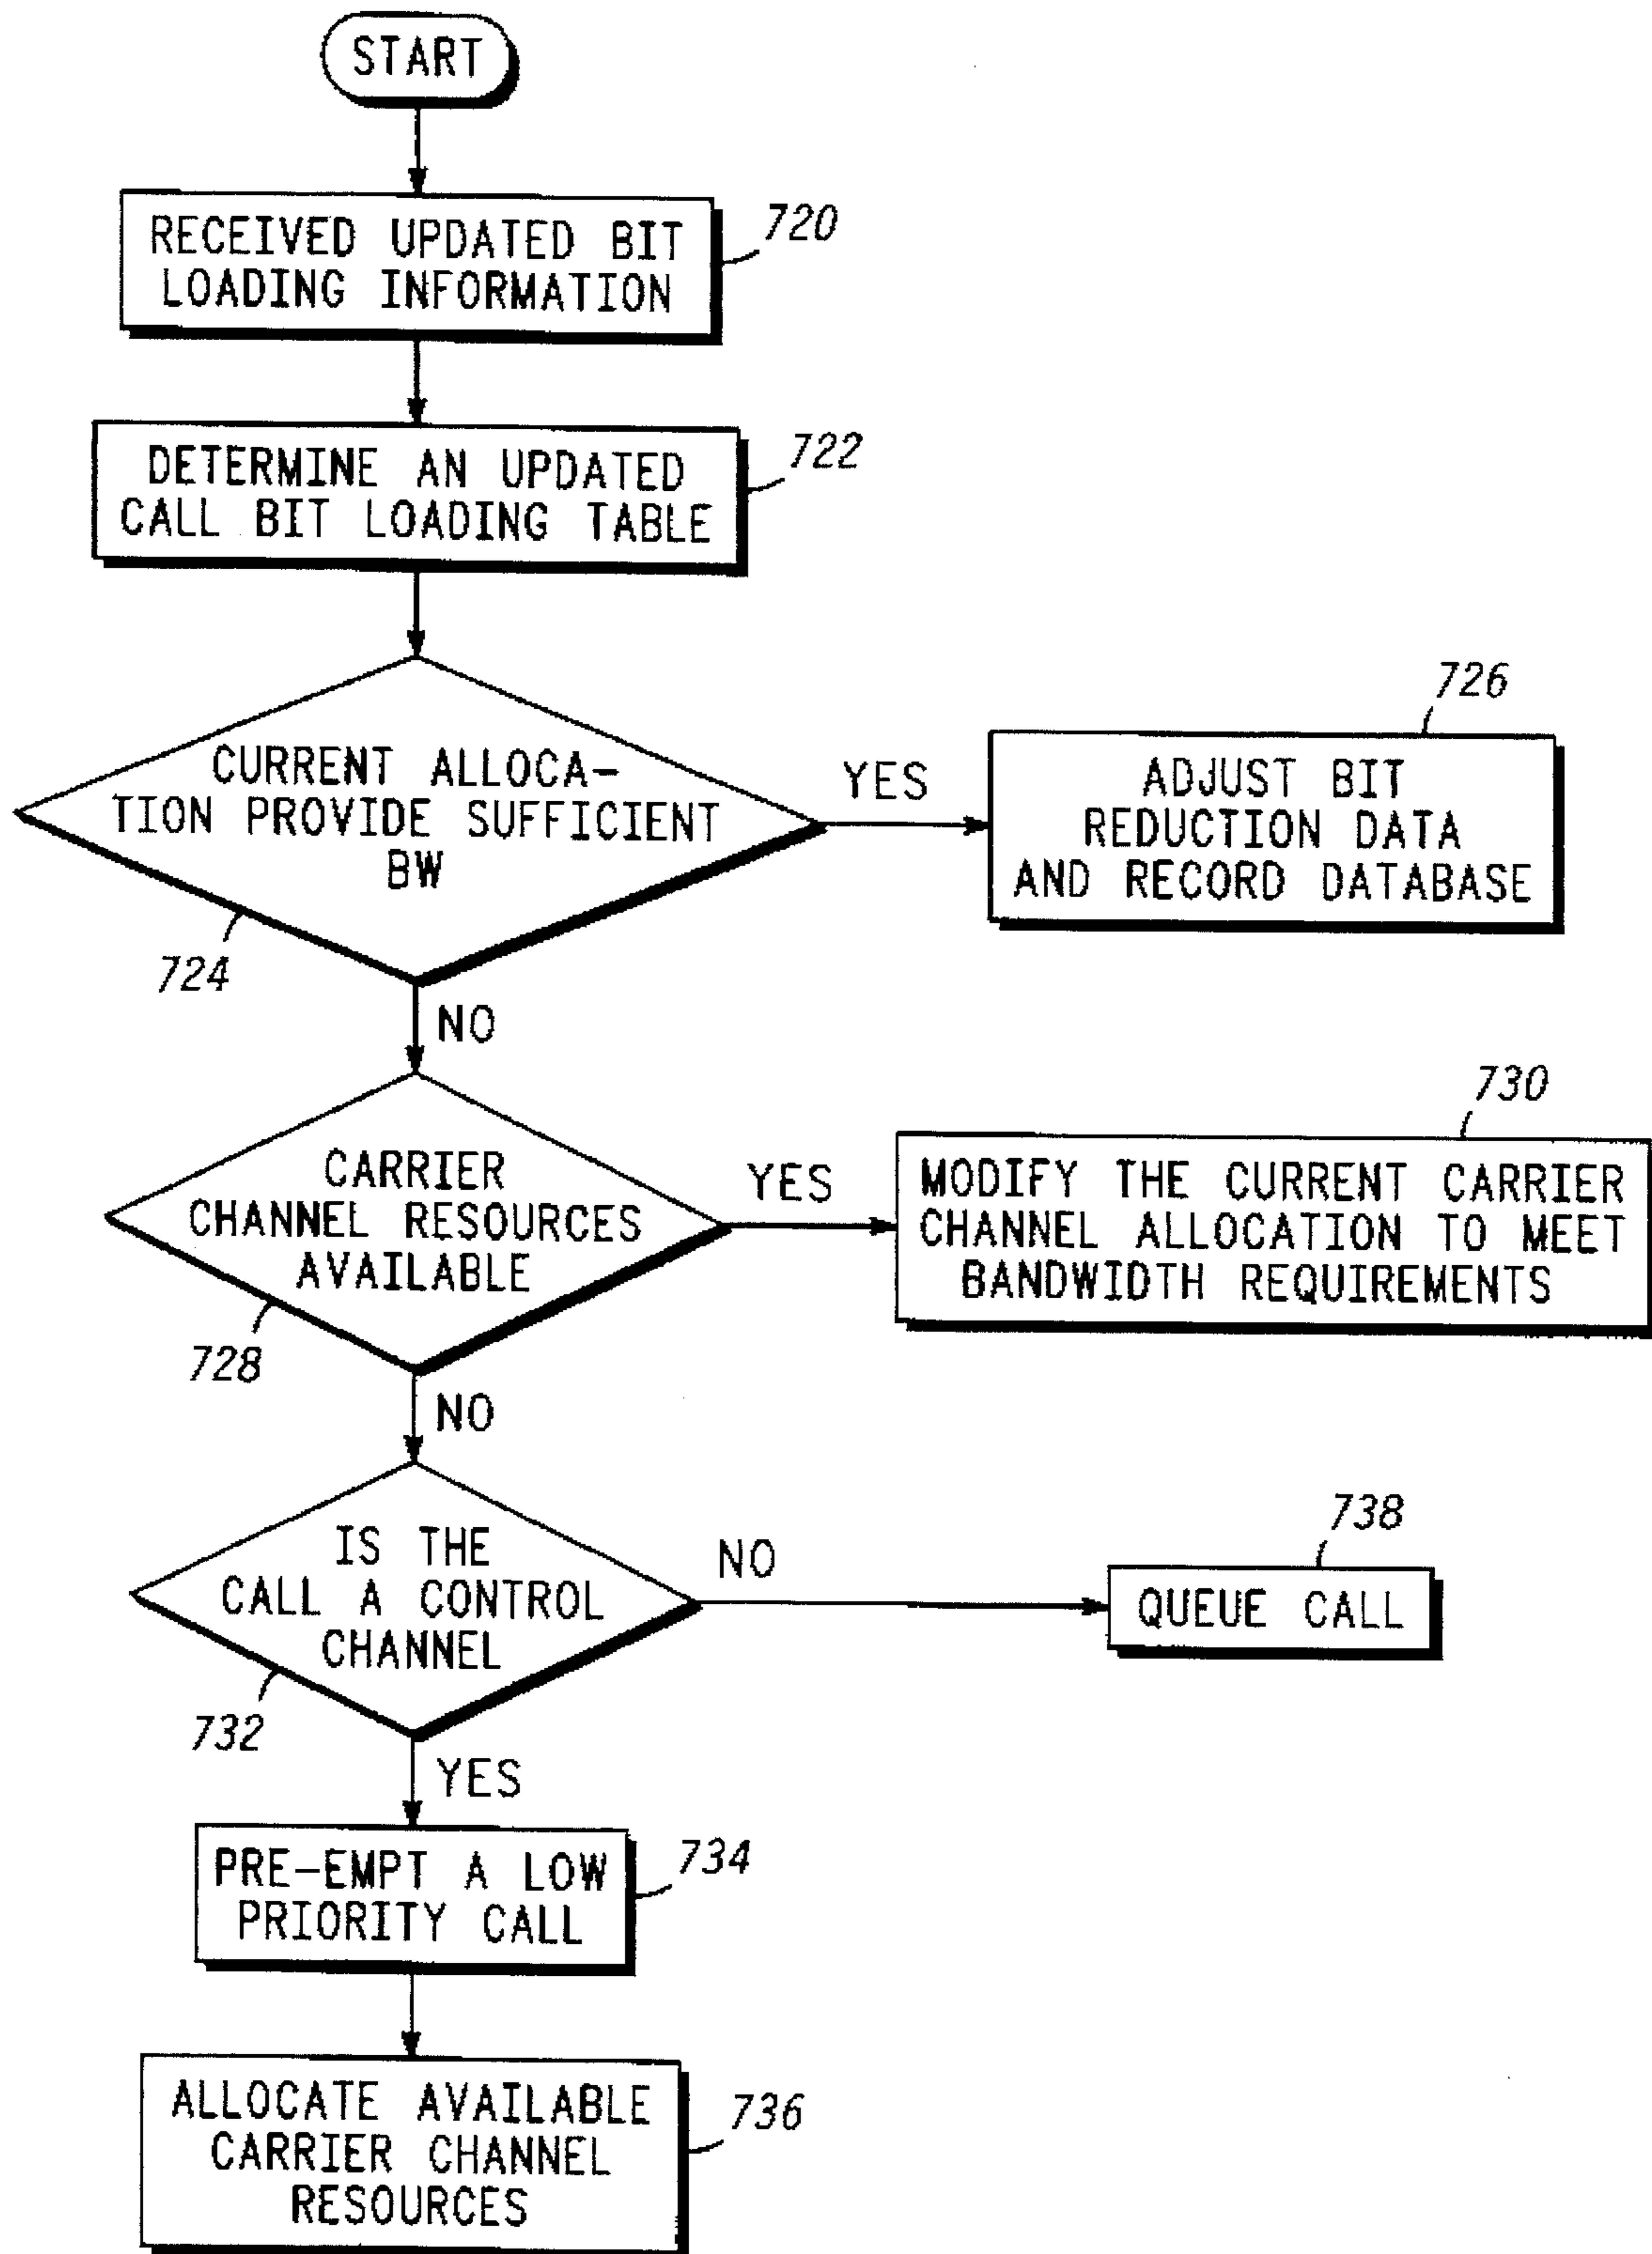 START
RECEIVED UPDATED BIT
LOADING INFORMATION
720
DETERMINE AN UPDATED
CALL BIT LOADING TABLE
722
CURRENT ALLOCA-
TION PROVIDE SUFFICIENT
BW
724
YES
726
ADJUST BIT
REDUCTION DATA
AND RECORD DATABASE
NO
CARRIER
CHANNEL RESOURCES
AVAILABLE
728
YES
730
MODIFY THE CURRENT CARRIER
CHANNEL ALLOCATION TO MEET
BANDWIDTH REQUIREMENTS
NO
IS THE
CALL A CONTROL
CHANNEL
732
NO
738
QUEUE CALL
YES
PRE-EMPT A LOW
PRIORITY CALL
734
ALLOCATE AVAILABLE
CARRIER CHANNEL
RESOURCES
736